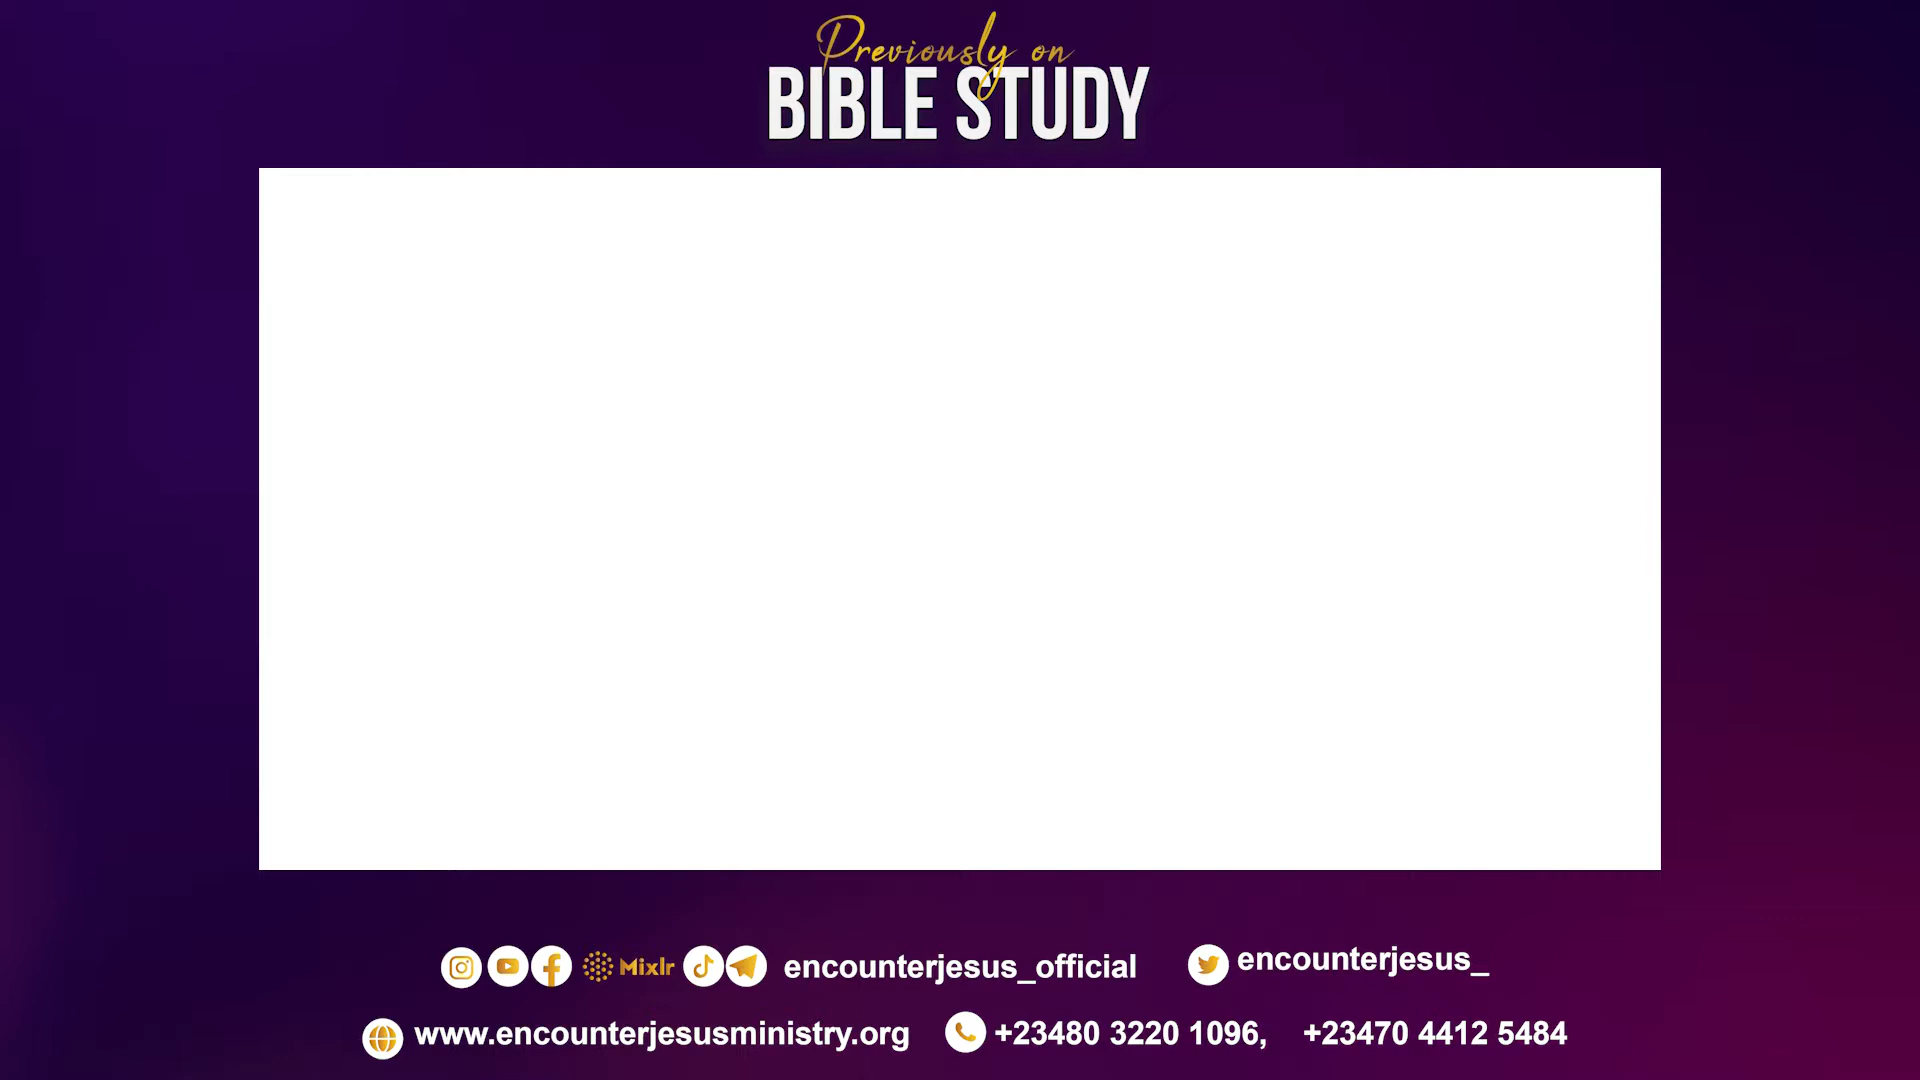 Previously on
BIBLE STUDY
Mixlr encounterjesus_official encounterjesus_
www.encounterjesusministry.org +23480 3220 1096, +23470 4412 5484